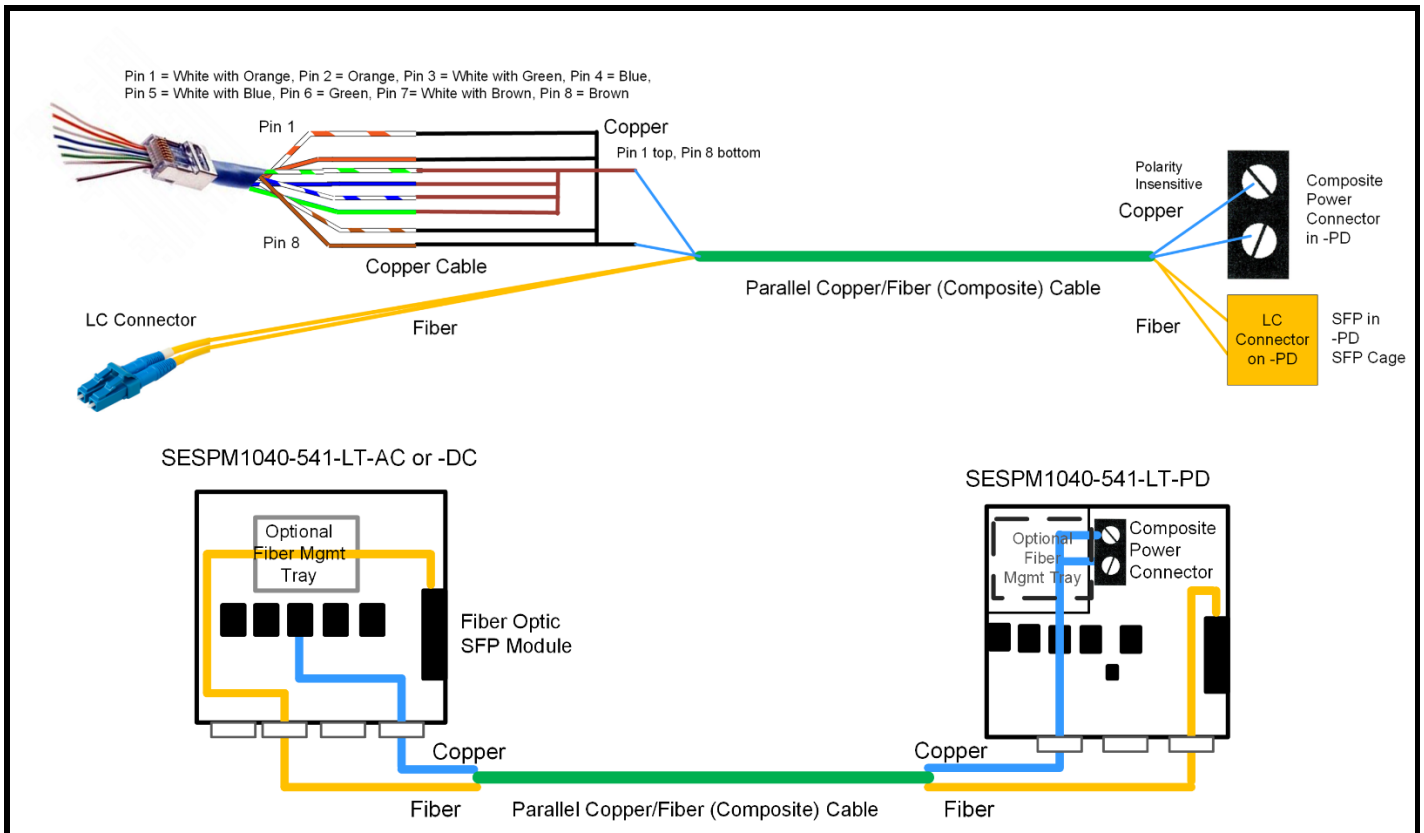 Pin 1 = White with Orange, Pin 2 = Orange, Pin 3 = White with Green, Pin 4 = Blue,
Pin 5 = White with Blue, Pin 6 = Green, Pin 7= White with Brown, Pin 8 = Brown
Pin 1
Copper
Pin 1 top, Pin 8 bottom
Pin 8
Copper Cable
Polarity
Insensitive
Copper
Composite
Power
Connector
in -PD
Parallel Copper/Fiber (Composite) Cable
LC Connector
Fiber
Fiber
LC
Connector
on -PD
SFP in
-PD
SFP Cage
SESPM1040-541-LT-AC or -DC
Optional
Fiber Mgmt
Tray
Fiber Optic
SFP Module
SESPM1040-541-LT-PD
Optional
Fiber
Mgmt Tray
Composite
Power
Connector
Copper
Fiber
Parallel Copper/Fiber (Composite) Cable
Copper
Fiber